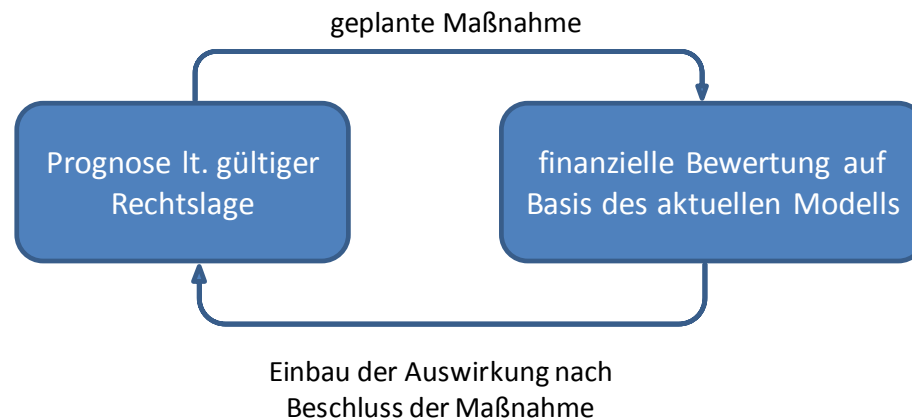 geplante Maßnahme
Prognose lt. gültiger
Rechtslage
finanzielle Bewertung auf
Basis des aktuellen Modells
Einbau der Auswirkung nach
Beschluss der Maßnahme